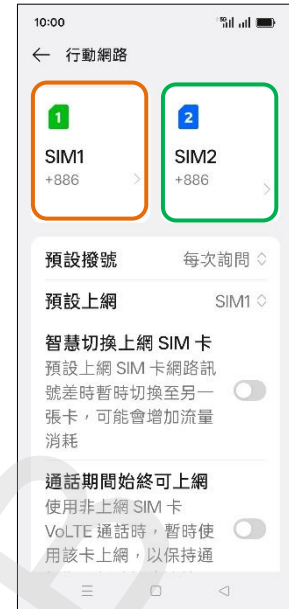 10:00
← 行動網路
1
2
SIM1
SIM2
+886
+886
預設撥號 每次詢問
預設上網 SIM1
智慧切換上網 SIM 卡
預設上網 SIM 卡網路訊
號差時暫時切換至另一
張卡，可能會增加流量
消耗
通話期間始終可上網
使用非上網 SIM 卡
VoLTE 通話時，暫時使
用該卡上網，以保持通